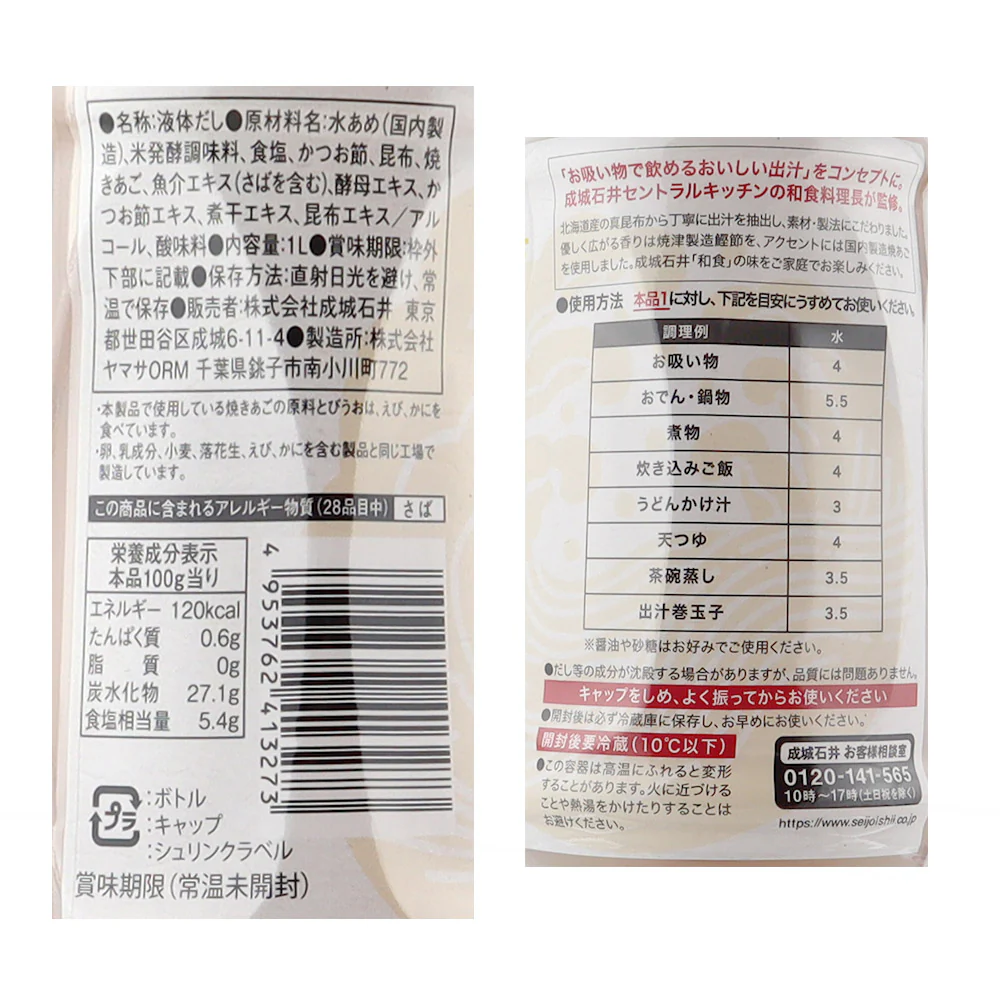 ●名称:液体だし●原材料名:水あめ(国内製
造)、米発酵調味料、食塩、かつお節、昆布、焼
きあご、魚介エキス(さばを含む)、酵母エキス、か
つお節エキス、煮干エキス、昆布エキス/アル
コール、酸味料●内容量:1L●賞味期限:枠外
下部に記載●保存方法:直射日光を避け、常
温で保存●販売者:株式会社成城石井 東京
都世田谷区成城6-11-4●製造所:株式会社
ヤマサORM 千葉県銚子市南小川町772
・本製品で使用している焼きあごの原料とびうおは、えび、かにを
食べています。
・卵、乳成分、小麦、落花生、えび、かにを含む製品と同じ工場で
製造しています。
この商品に含まれるアレルギー物質(28品目中) さば
栄養成分表示
本品100g当り
エネルギー 120kcal
たんぱく質 0.6g
脂 質 0g
炭水化物 27.1g
食塩相当量 5.4g
4 953762 413273
プラ
:ボトル
:キャップ
:シュリンクラベル
賞味期限(常温未開封)
「お吸い物で飲めるおいしい出汁」をコンセプトに。
成城石井セントラルキッチンの和食料理長が監修。
北海道産の真昆布から丁寧に出汁を抽出し、素材・製法にこだわりました。
優しく広がる香りは焼津製造鰹節を、アクセントには国内製造焼あご
を使用しました。成城石井「和食」の味をご家庭でお楽しみください。
●使用方法 本品1に対し、下記を目安にうすめてお使いください。
調理例 水
お吸い物 4
おでん・鍋物 5.5
煮物 4
炊き込みご飯 4
うどんかけ汁 3
天つゆ 4
茶碗蒸し 3.5
出汁巻玉子 3.5
※醤油や砂糖はお好みでご使用ください。
●だし等の成分が沈殿する場合がありますが、品質には問題ありません。
キャップをしめ、よく振ってからお使いください
●開封後は必ず冷蔵庫に保存し、お早めにお使いください。
開封後要冷蔵(10℃以下)
●この容器は高温にふれると変形
することがあります。火に近づける
ことや熱湯をかけたりすることは
お避けください。
成城石井 お客様相談室
0120-141-565
10時～17時(土日祝を除く)
https://www.seijoishii.co.jp